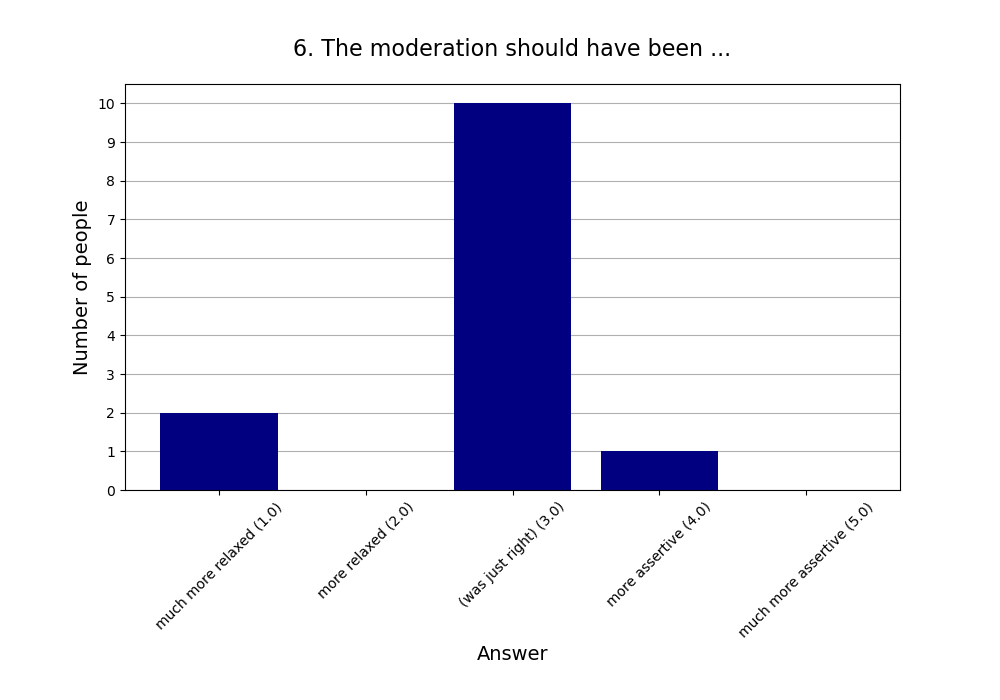 6. The moderation should have been ...
Number of people
10
9
8
7
6
5
4
3
2
1
0
much more relaxed (1.0)
more relaxed (2.0)
(was just right) (3.0)
more assertive (4.0)
much more assertive (5.0)
Answer